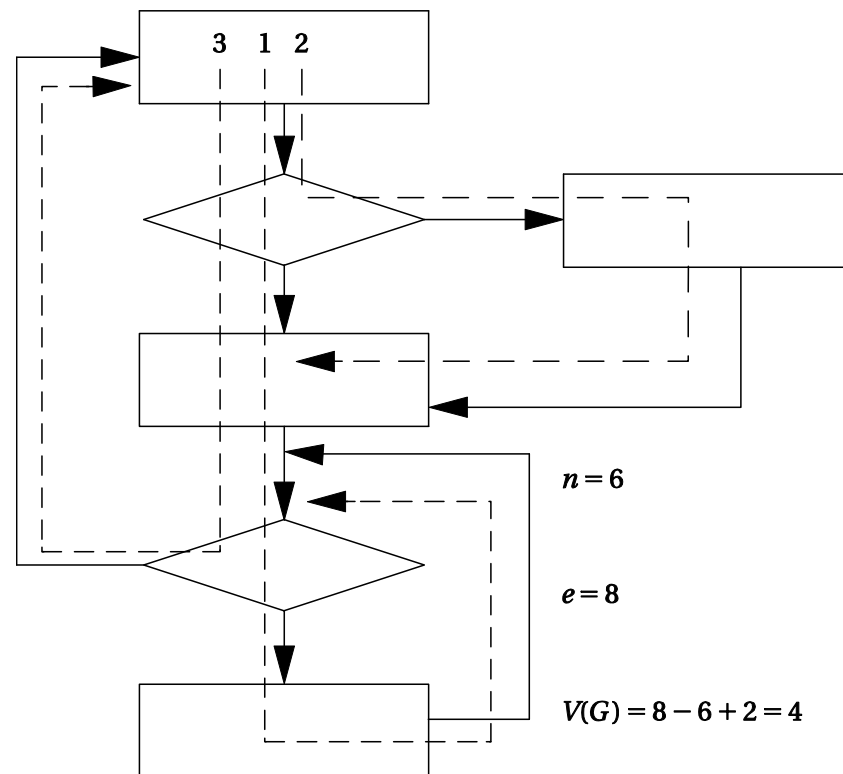 3 1 2
n = 6
e = 8
V(G) = 8 − 6 + 2 = 4